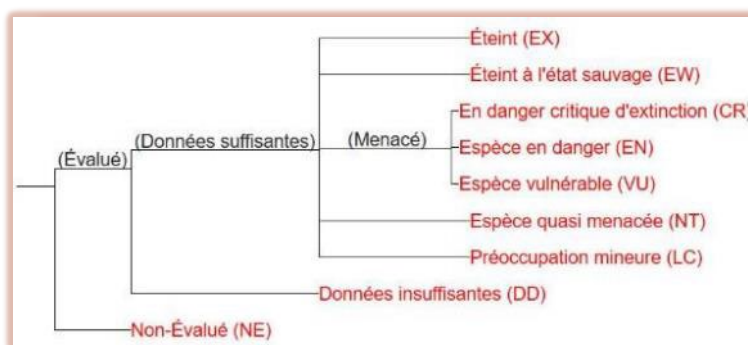 Éteint (EX)
Éteint à l'état sauvage (EW)
En danger critique d'extinction (CR)
(Données suffisantes)
(Menacé)
Espèce en danger (EN)
(Évalué)
Espèce vulnérable (VU)
Espèce quasi menacée (NT)
Préoccupation mineure (LC)
Données insuffisantes (DD)
Non-Évalué (NE)